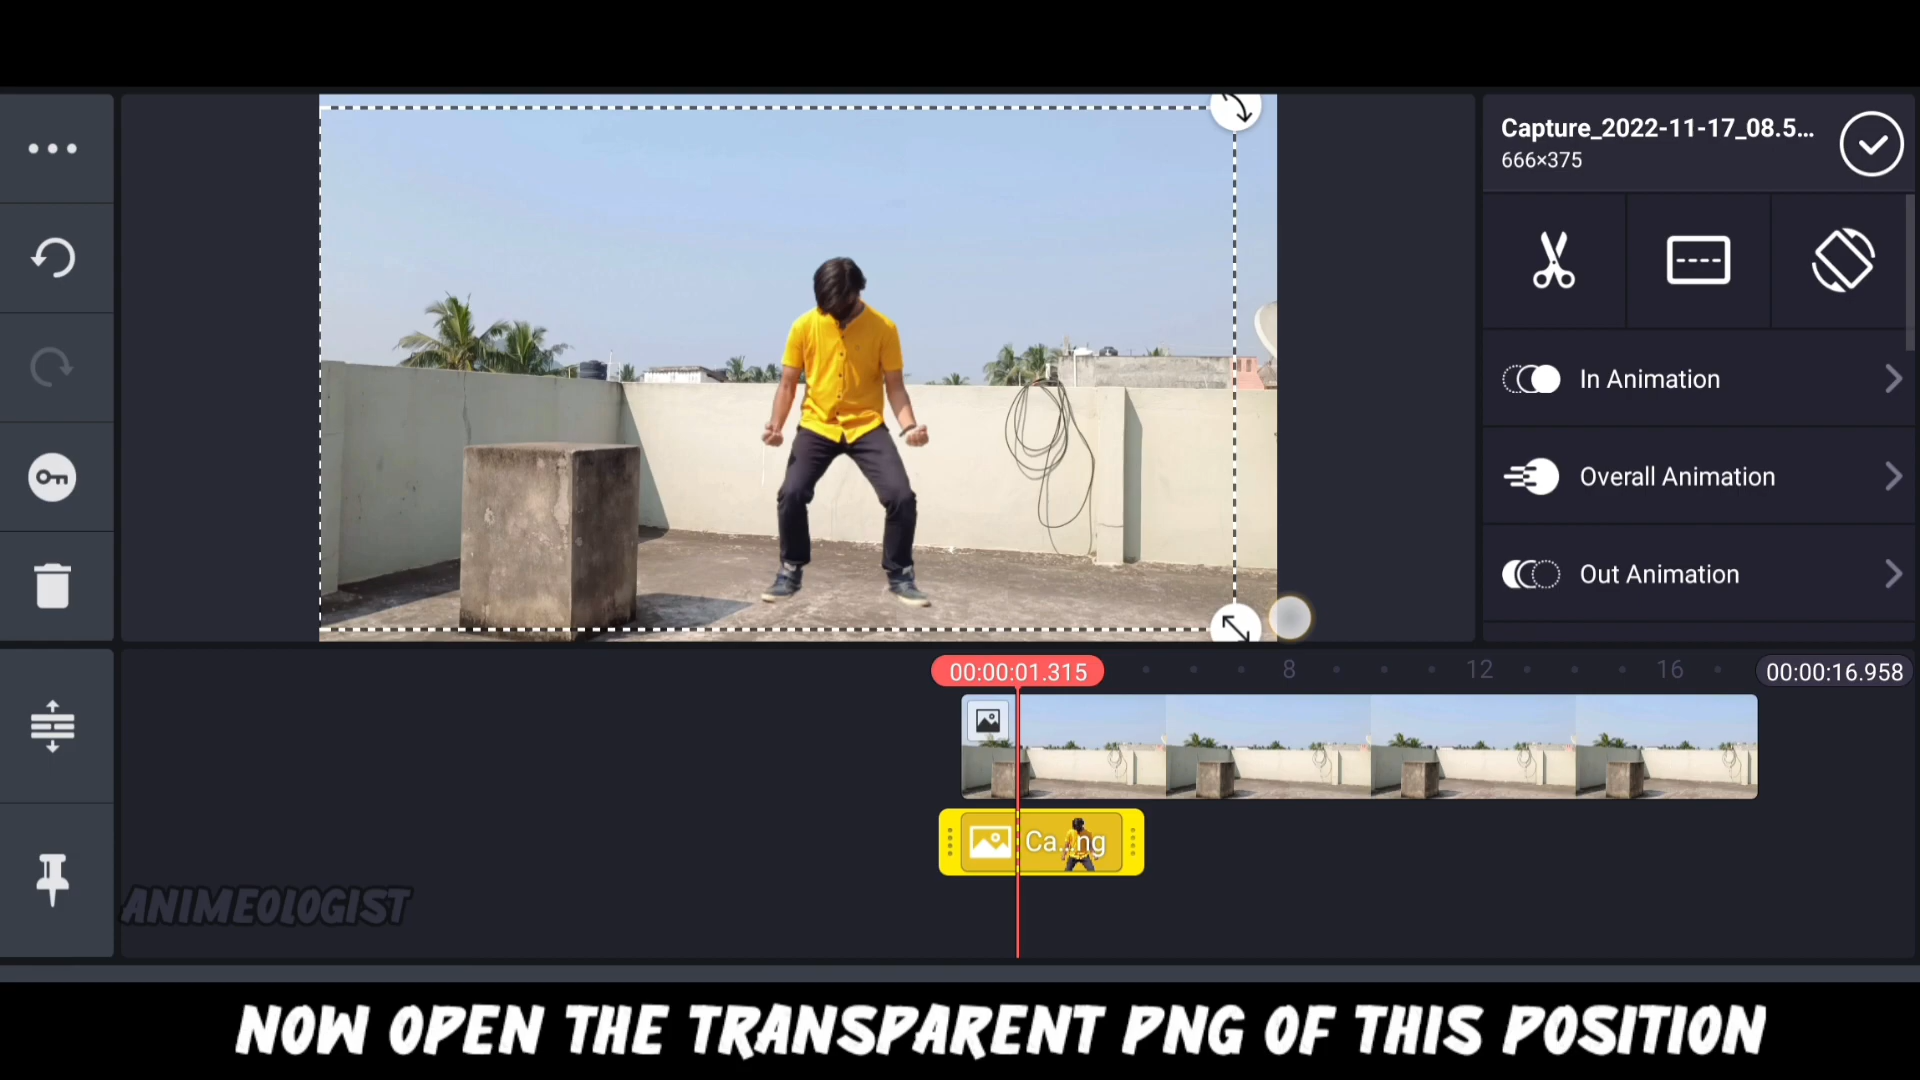 Capture_2022-11-17_08.5...
666×375
In Animation
Overall Animation
Out Animation
00:00:01.315
8
12
16
00:00:16.958
Ca...ng
ANIMEOLOGIST
NOW OPEN THE TRANSPARENT PNG OF THIS POSITION